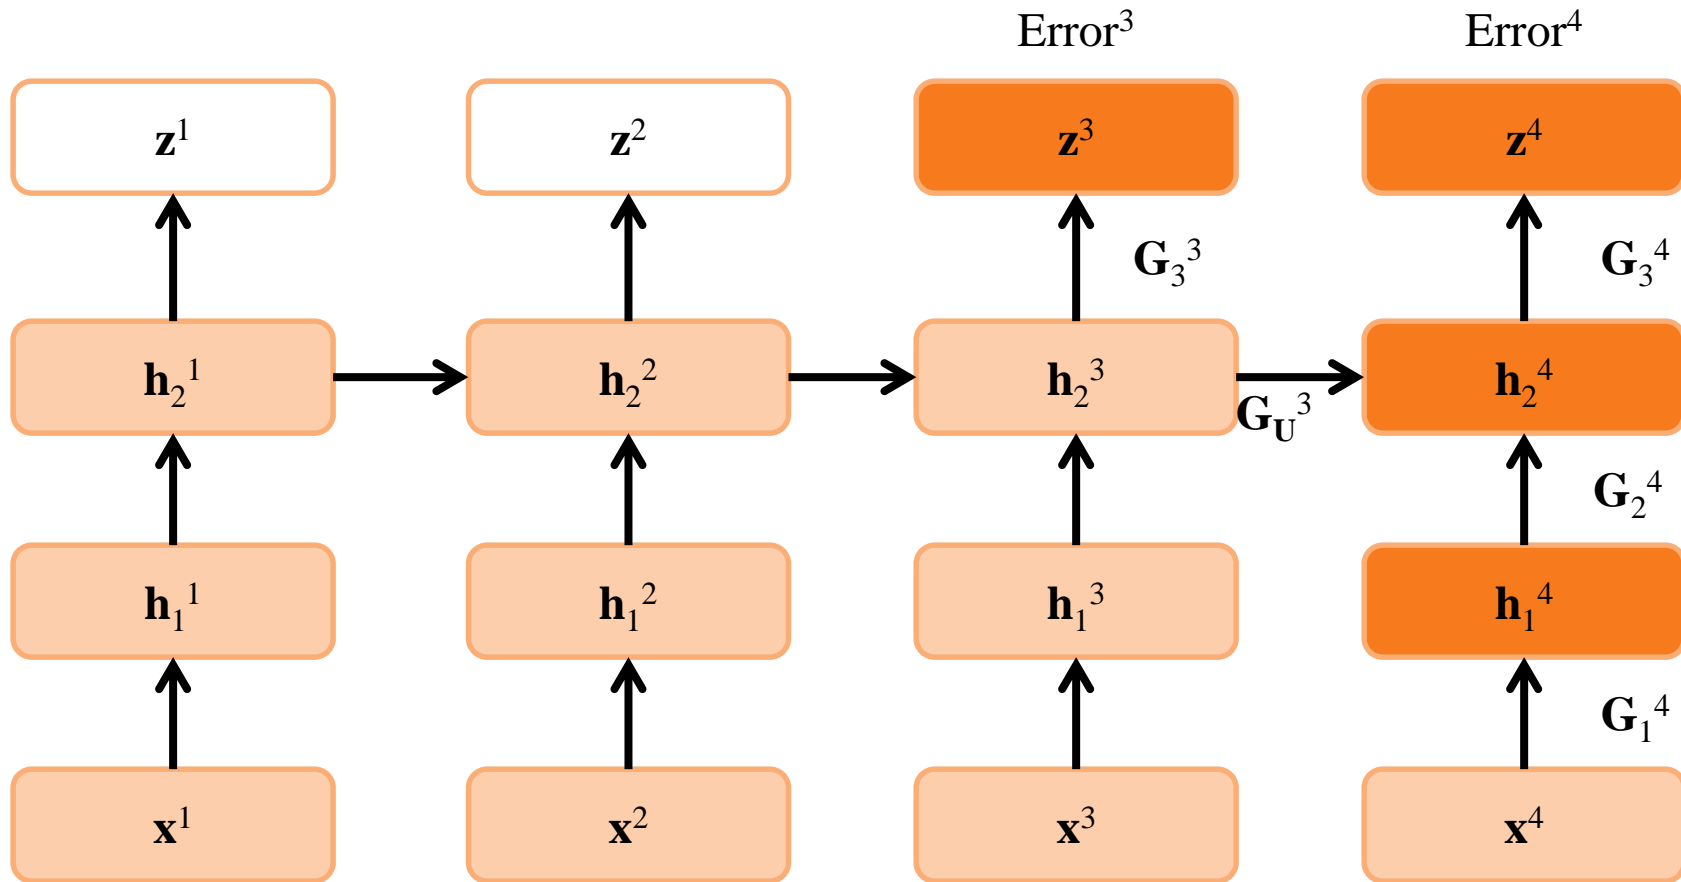 Error³ Error⁴
z¹ z² z³ z⁴
G₃³ G₃⁴
h₂¹ h₂² h₂³ h₂⁴
G_U³
G₂⁴
h₁¹ h₁² h₁³ h₁⁴
G₁⁴
x¹ x² x³ x⁴